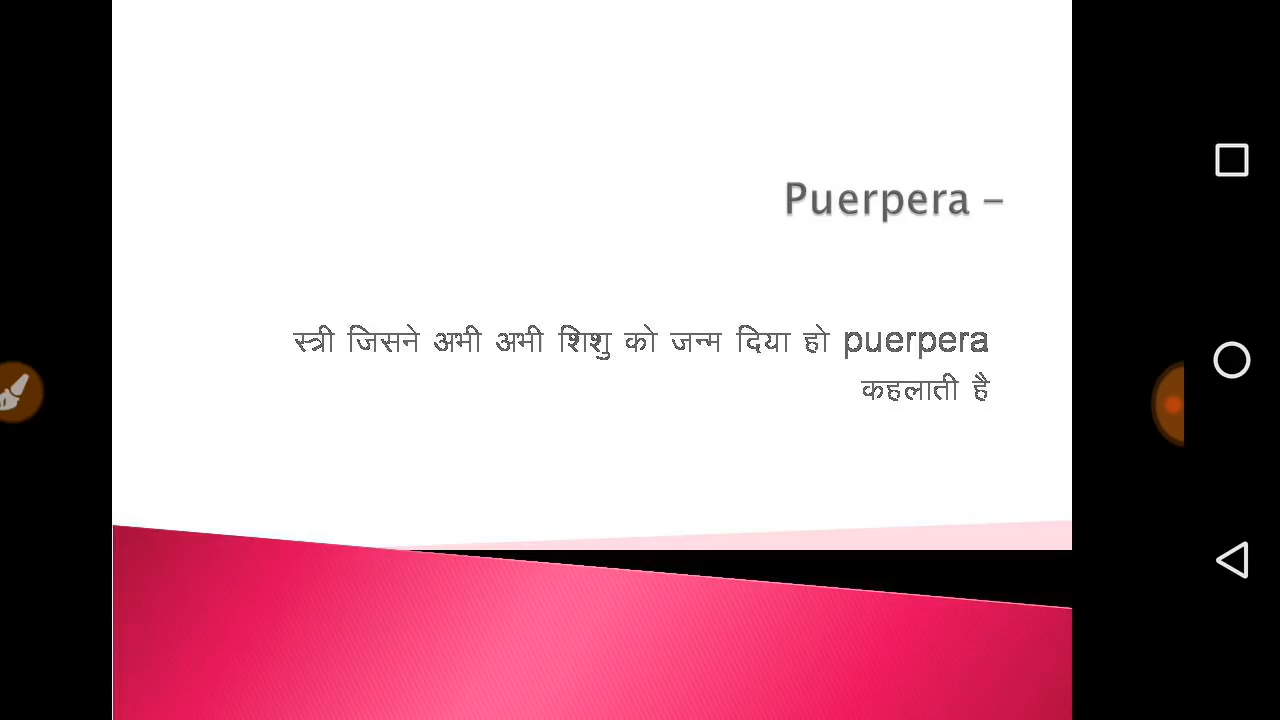 Puerpera –
स्त्री जिसने अभी अभी शिशु को जन्म दिया हो puerpera
कहलाती है